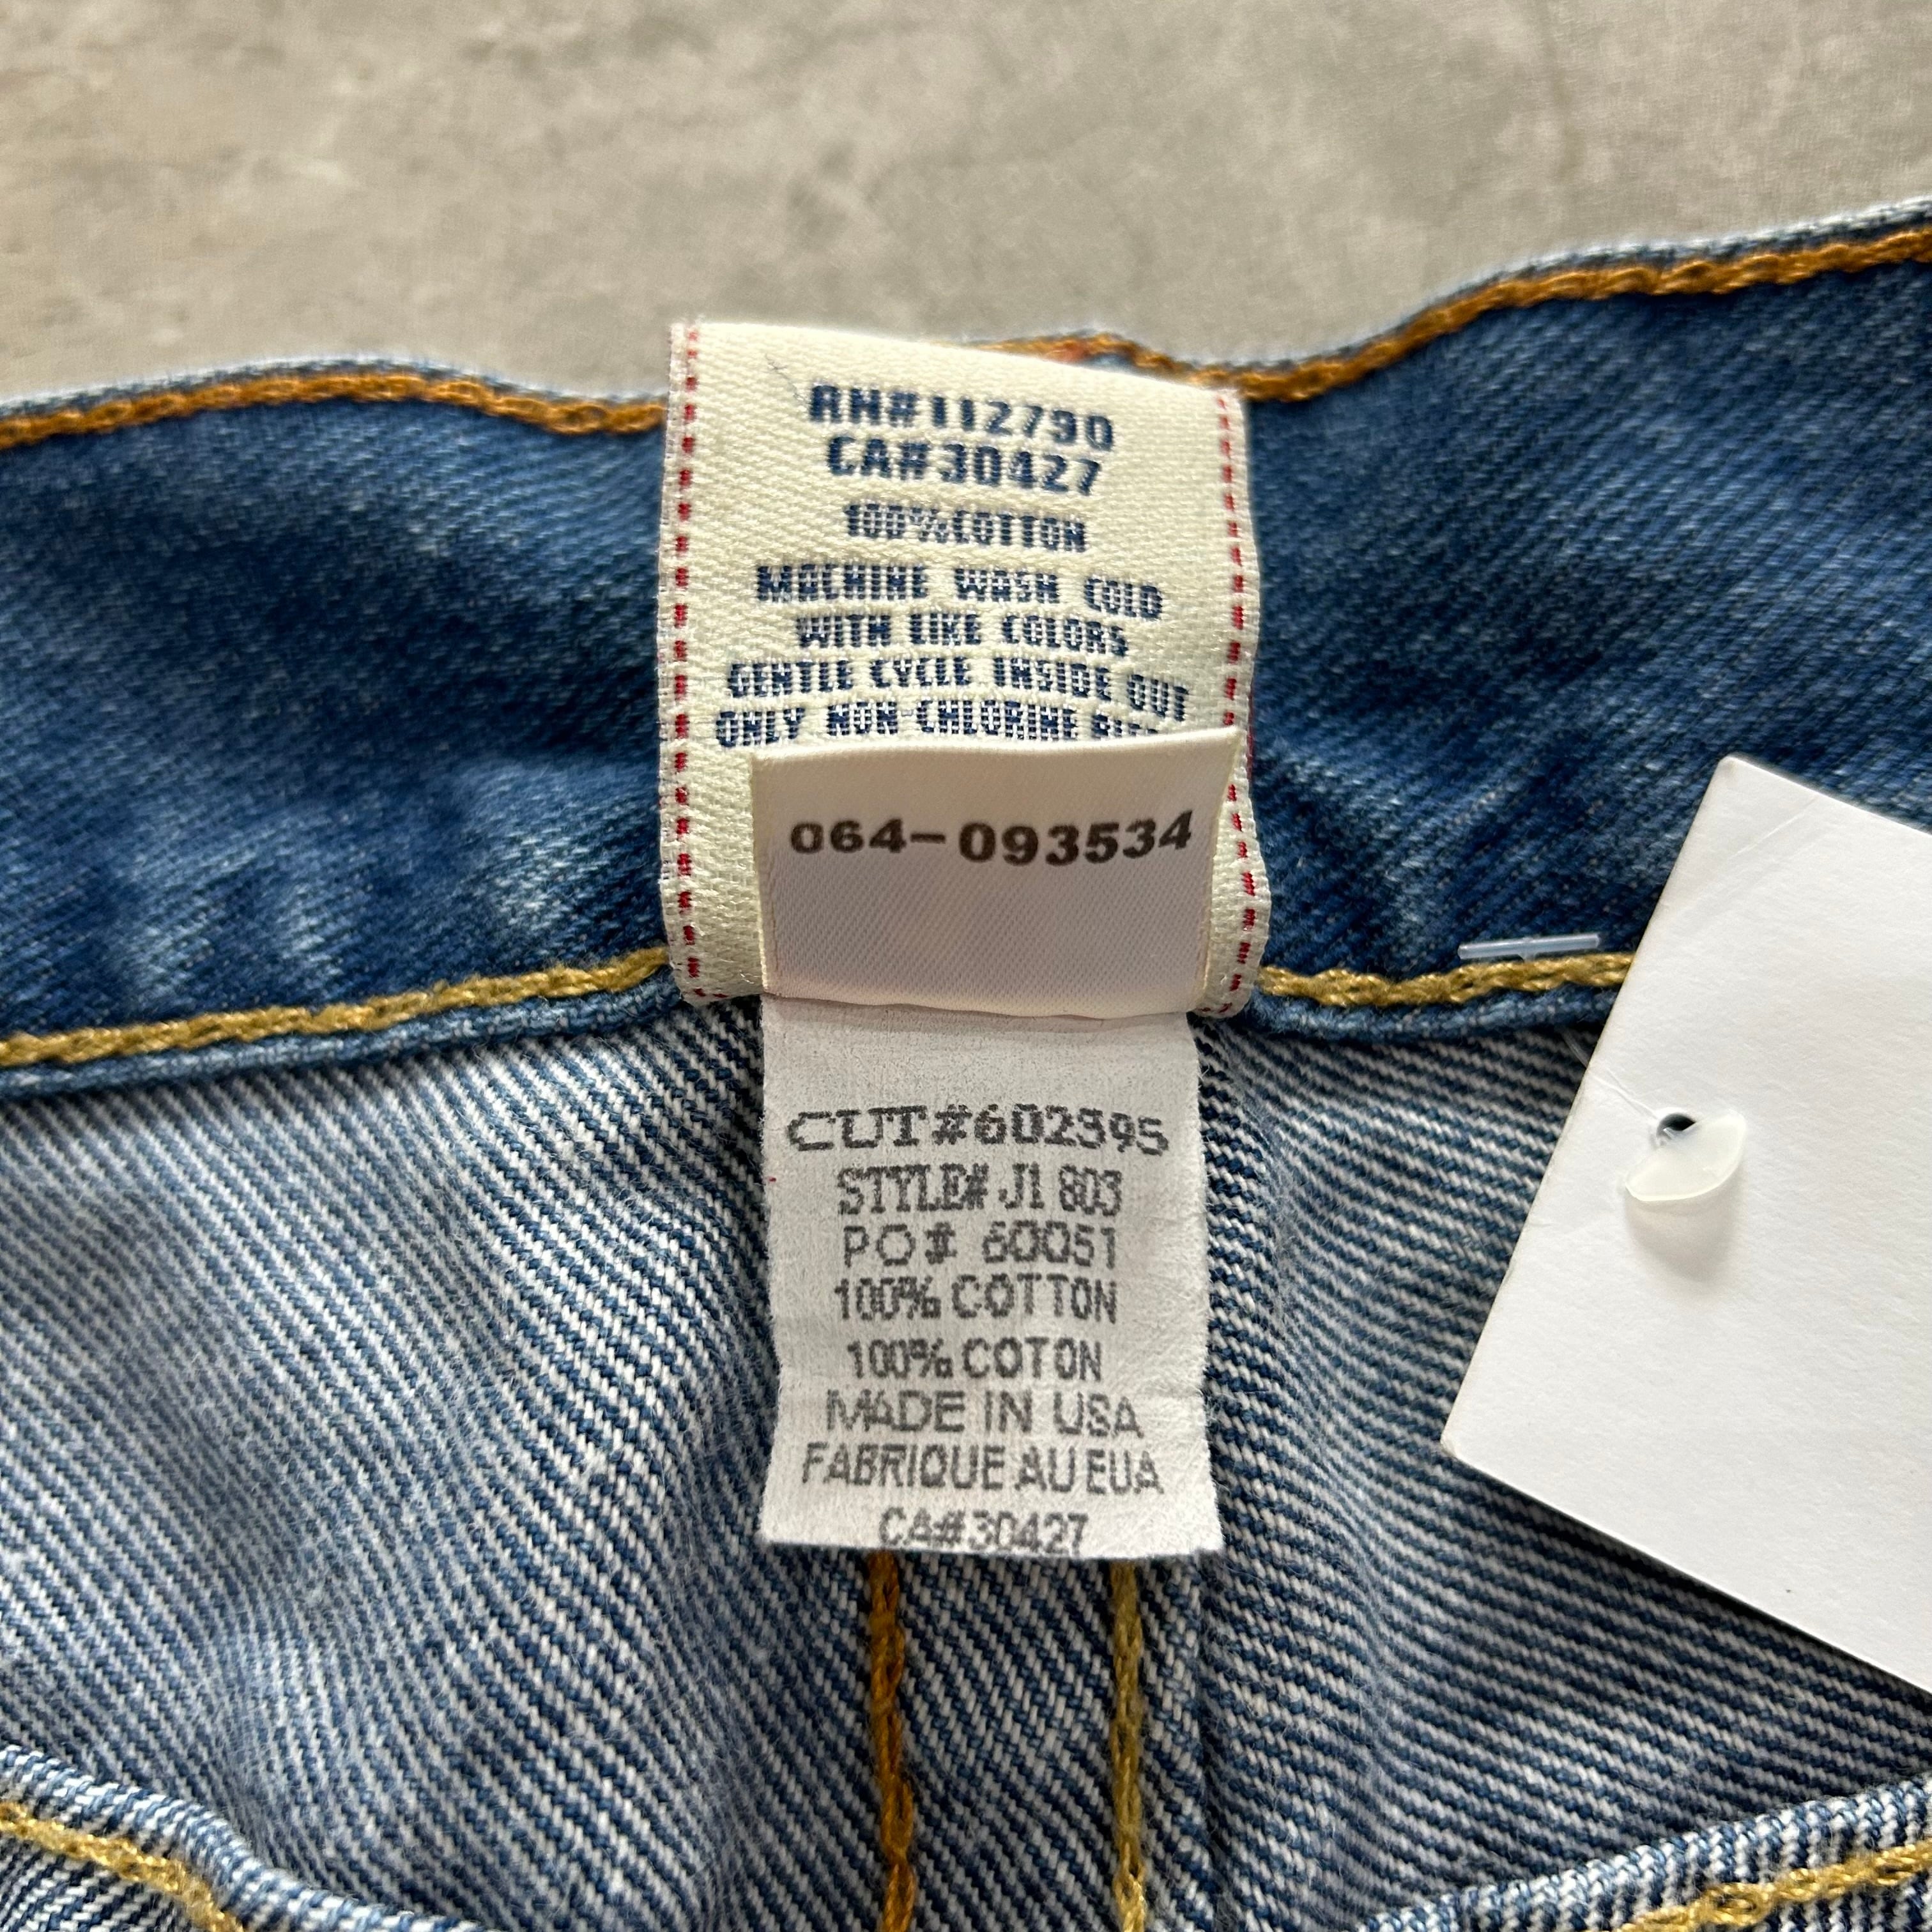 RN#112790
CA#30427
100%COTTON
MACHINE WASH COLD
WITH LIKE COLORS
GENTLE CYCLE INSIDE OUT
ONLY NON-CHLORINE
064-093534
CUT#602395
STYLE# J1 803
PO# 60051
100% COTTON
100% COTON
MADE IN USA
FABRIQUE AU EUA
CA#30427